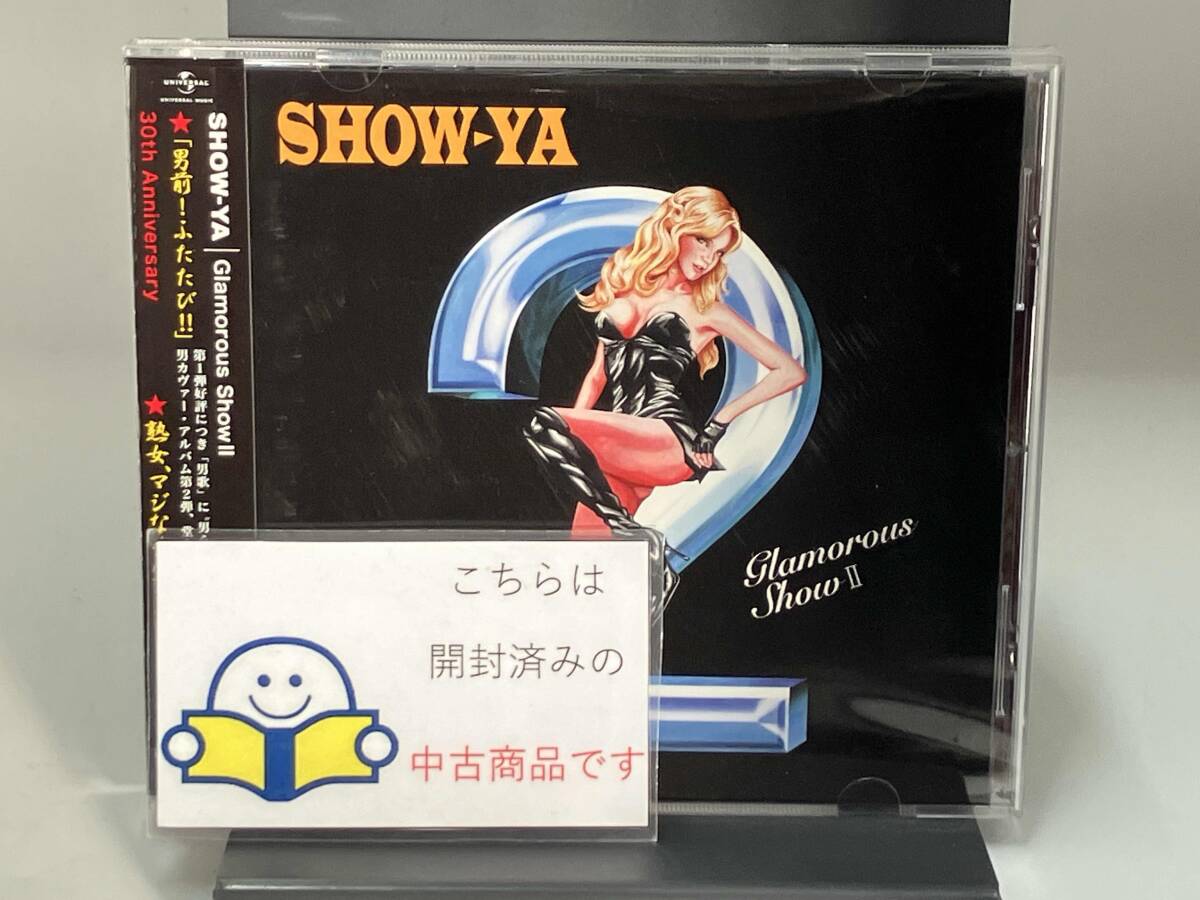 UNIVERSAL
UNIVERSAL MUSIC
SHOW-YA | Glamorous ShowII
第1弾好評につき「男歌」に
男カヴァー・アルバム第2弾、堂
★「男前!ふたたび!!」
★熟女、マジな
30th Anniversary
SHOW-YA
Glamorous
Show-II
こちらは
開封済みの
中古商品です